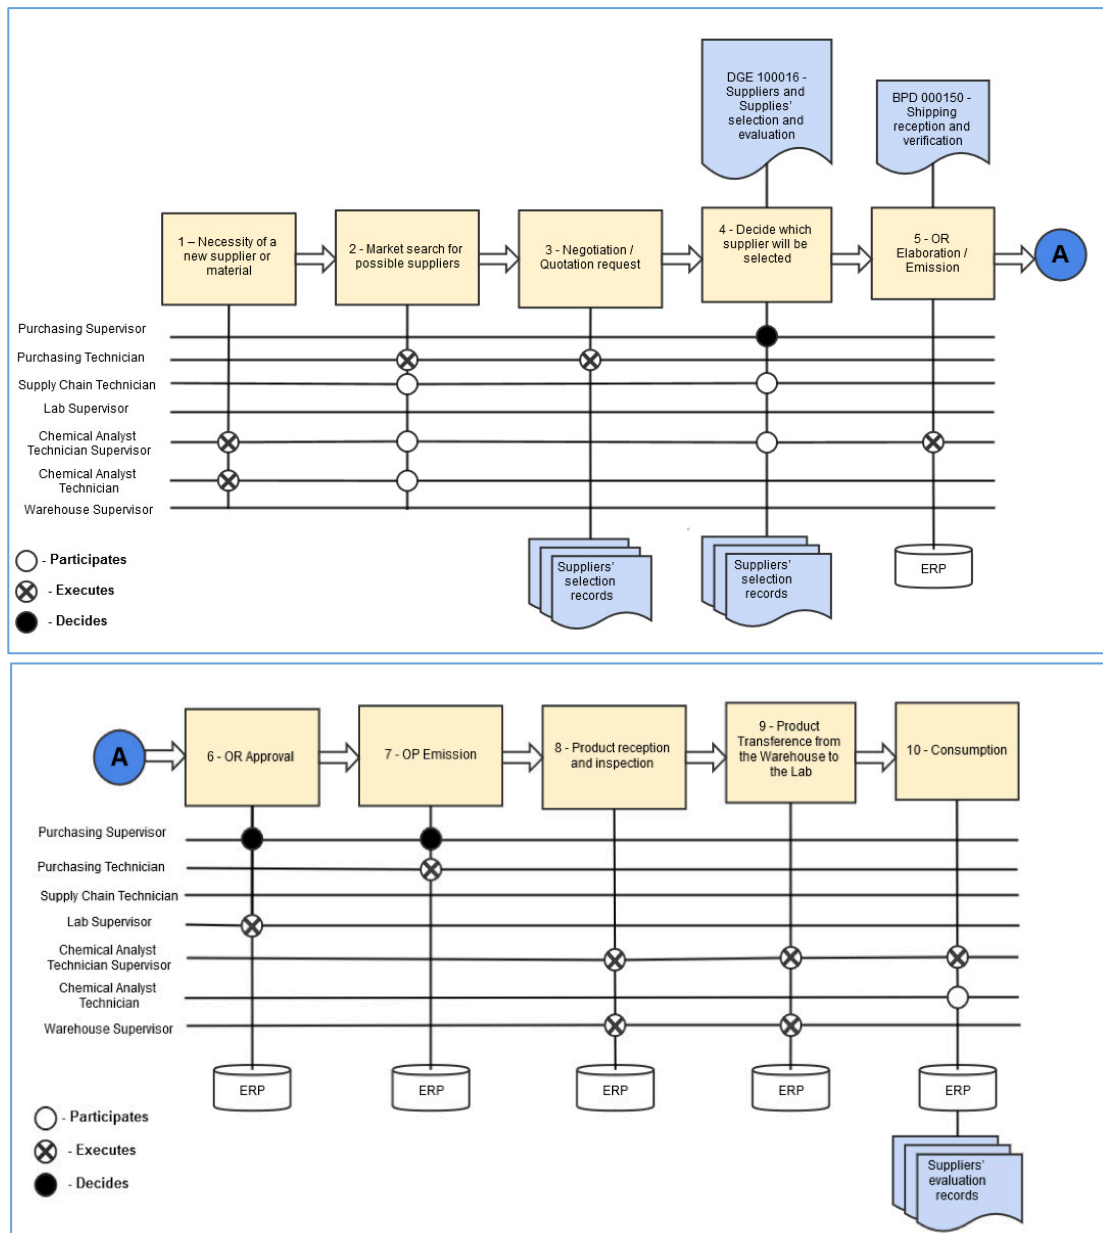 DGE 100016 -
Suppliers and
Supplies'
selection and
evaluation
BPD 000150 -
Shipping
reception and
verification
1 – Necessity of a
new supplier or
material
2 - Market search for
possible suppliers
3 - Negotiation /
Quotation request
4 - Decide which
supplier will be
selected
5 - OR
Elaboration /
Emission
A
Purchasing Supervisor
Purchasing Technician
Supply Chain Technician
Lab Supervisor
Chemical Analyst
Technician Supervisor
Chemical Analyst
Technician
Warehouse Supervisor
- Participates
- Executes
- Decides
Suppliers'
selection
records
Suppliers'
selection
records
ERP
A
6 - OR Approval
7 - OP Emission
8 - Product reception
and inspection
9 - Product
Transference from
the Warehouse to
the Lab
10 - Consumption
Purchasing Supervisor
Purchasing Technician
Supply Chain Technician
Lab Supervisor
Chemical Analyst
Technician Supervisor
Chemical Analyst
Technician
Warehouse Supervisor
ERP
ERP
ERP
ERP
ERP
- Participates
- Executes
- Decides
Suppliers'
evaluation
records